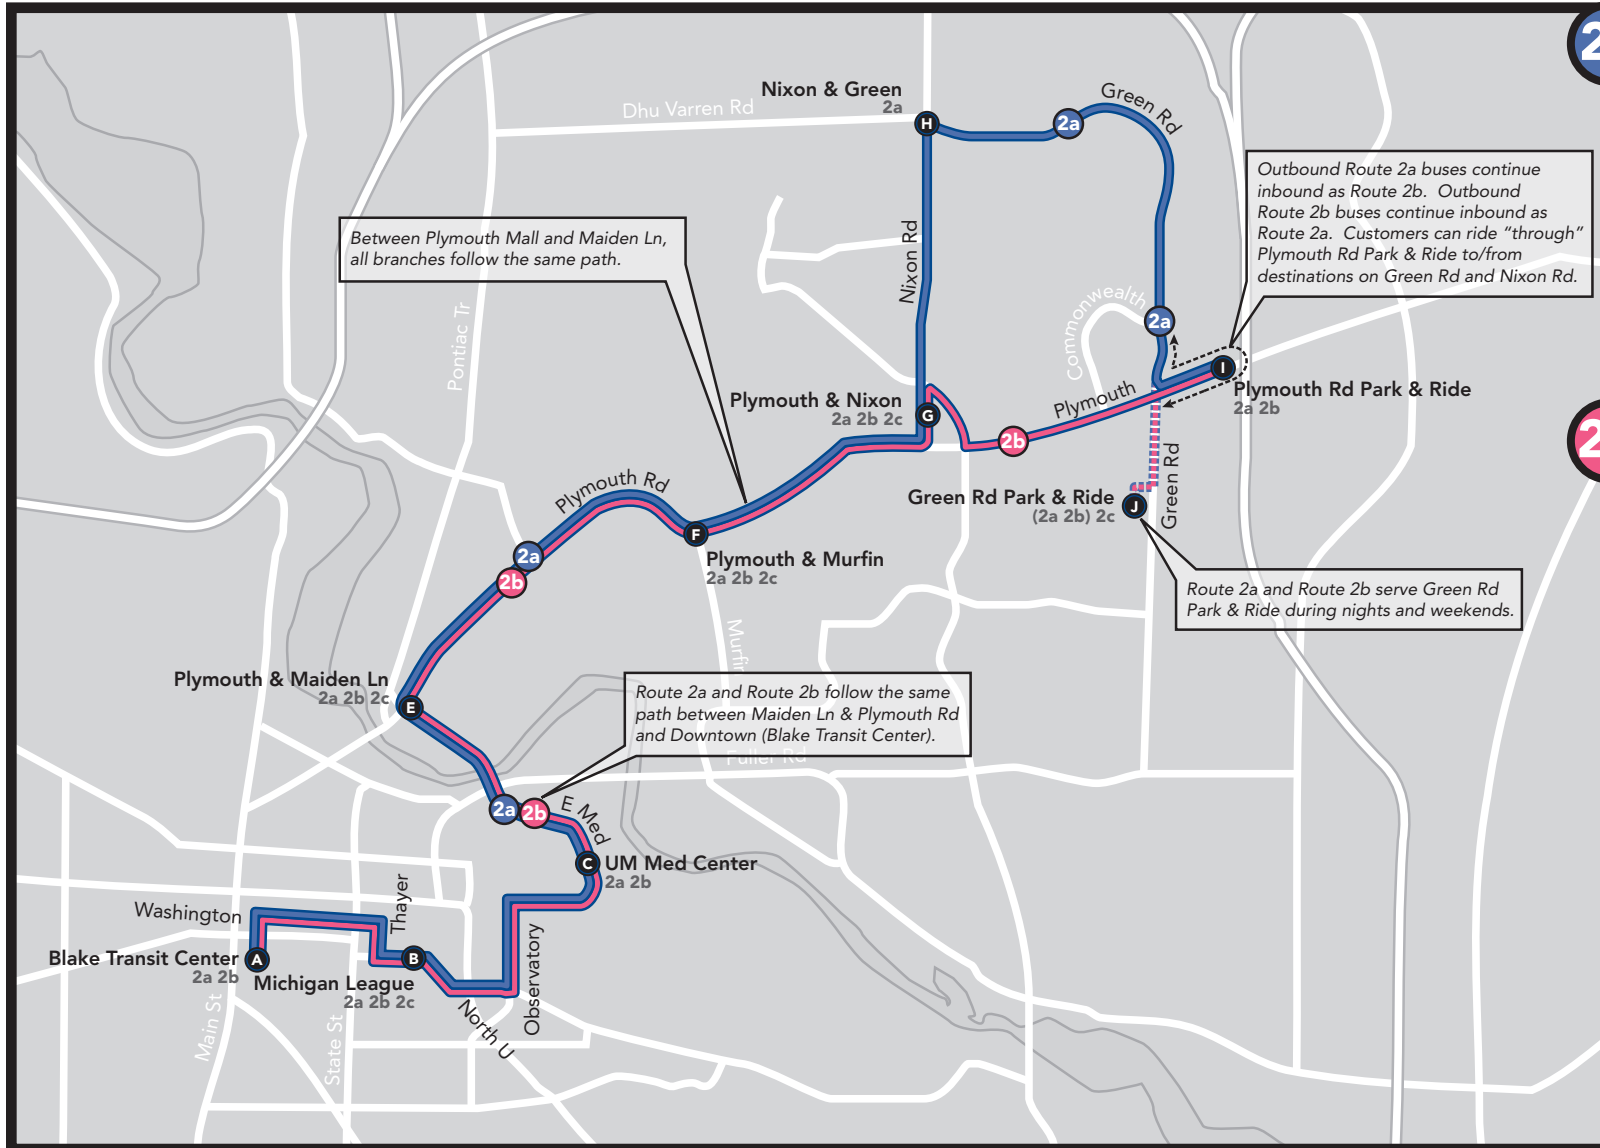 2
Nixon & Green
2a
H
Dhu Varren Rd
2a
Green Rd
Outbound Route 2a buses continue
inbound as Route 2b.  Outbound
Route 2b buses continue inbound as
Route 2a.  Customers can ride “through”
Plymouth Rd Park & Ride to/from
destinations on Green Rd and Nixon Rd.
Between Plymouth Mall and Maiden Ln,
all branches follow the same path.
Nixon Rd
Pontiac Tr
Commonwealth
2a
I
Plymouth Rd Park & Ride
2a 2b
Plymouth
Plymouth & Nixon
2a 2b 2c
G
2b
2
Plymouth Rd
Green Rd
Green Rd Park & Ride
(2a 2b) 2c
J
F
Plymouth & Murfin
2a 2b 2c
2a
2b
Route 2a and Route 2b serve Green Rd
Park & Ride during nights and weekends.
Murfin
Plymouth & Maiden Ln
2a 2b 2c
E
Route 2a and Route 2b follow the same
path between Maiden Ln & Plymouth Rd
and Downtown (Blake Transit Center).
Fuller Rd
2a
2b
E Med
C
UM Med Center
2a 2b
Thayer
Washington
Blake Transit Center
2a 2b
A
B
Michigan League
2a 2b 2c
Observatory
North U
Main St
State St